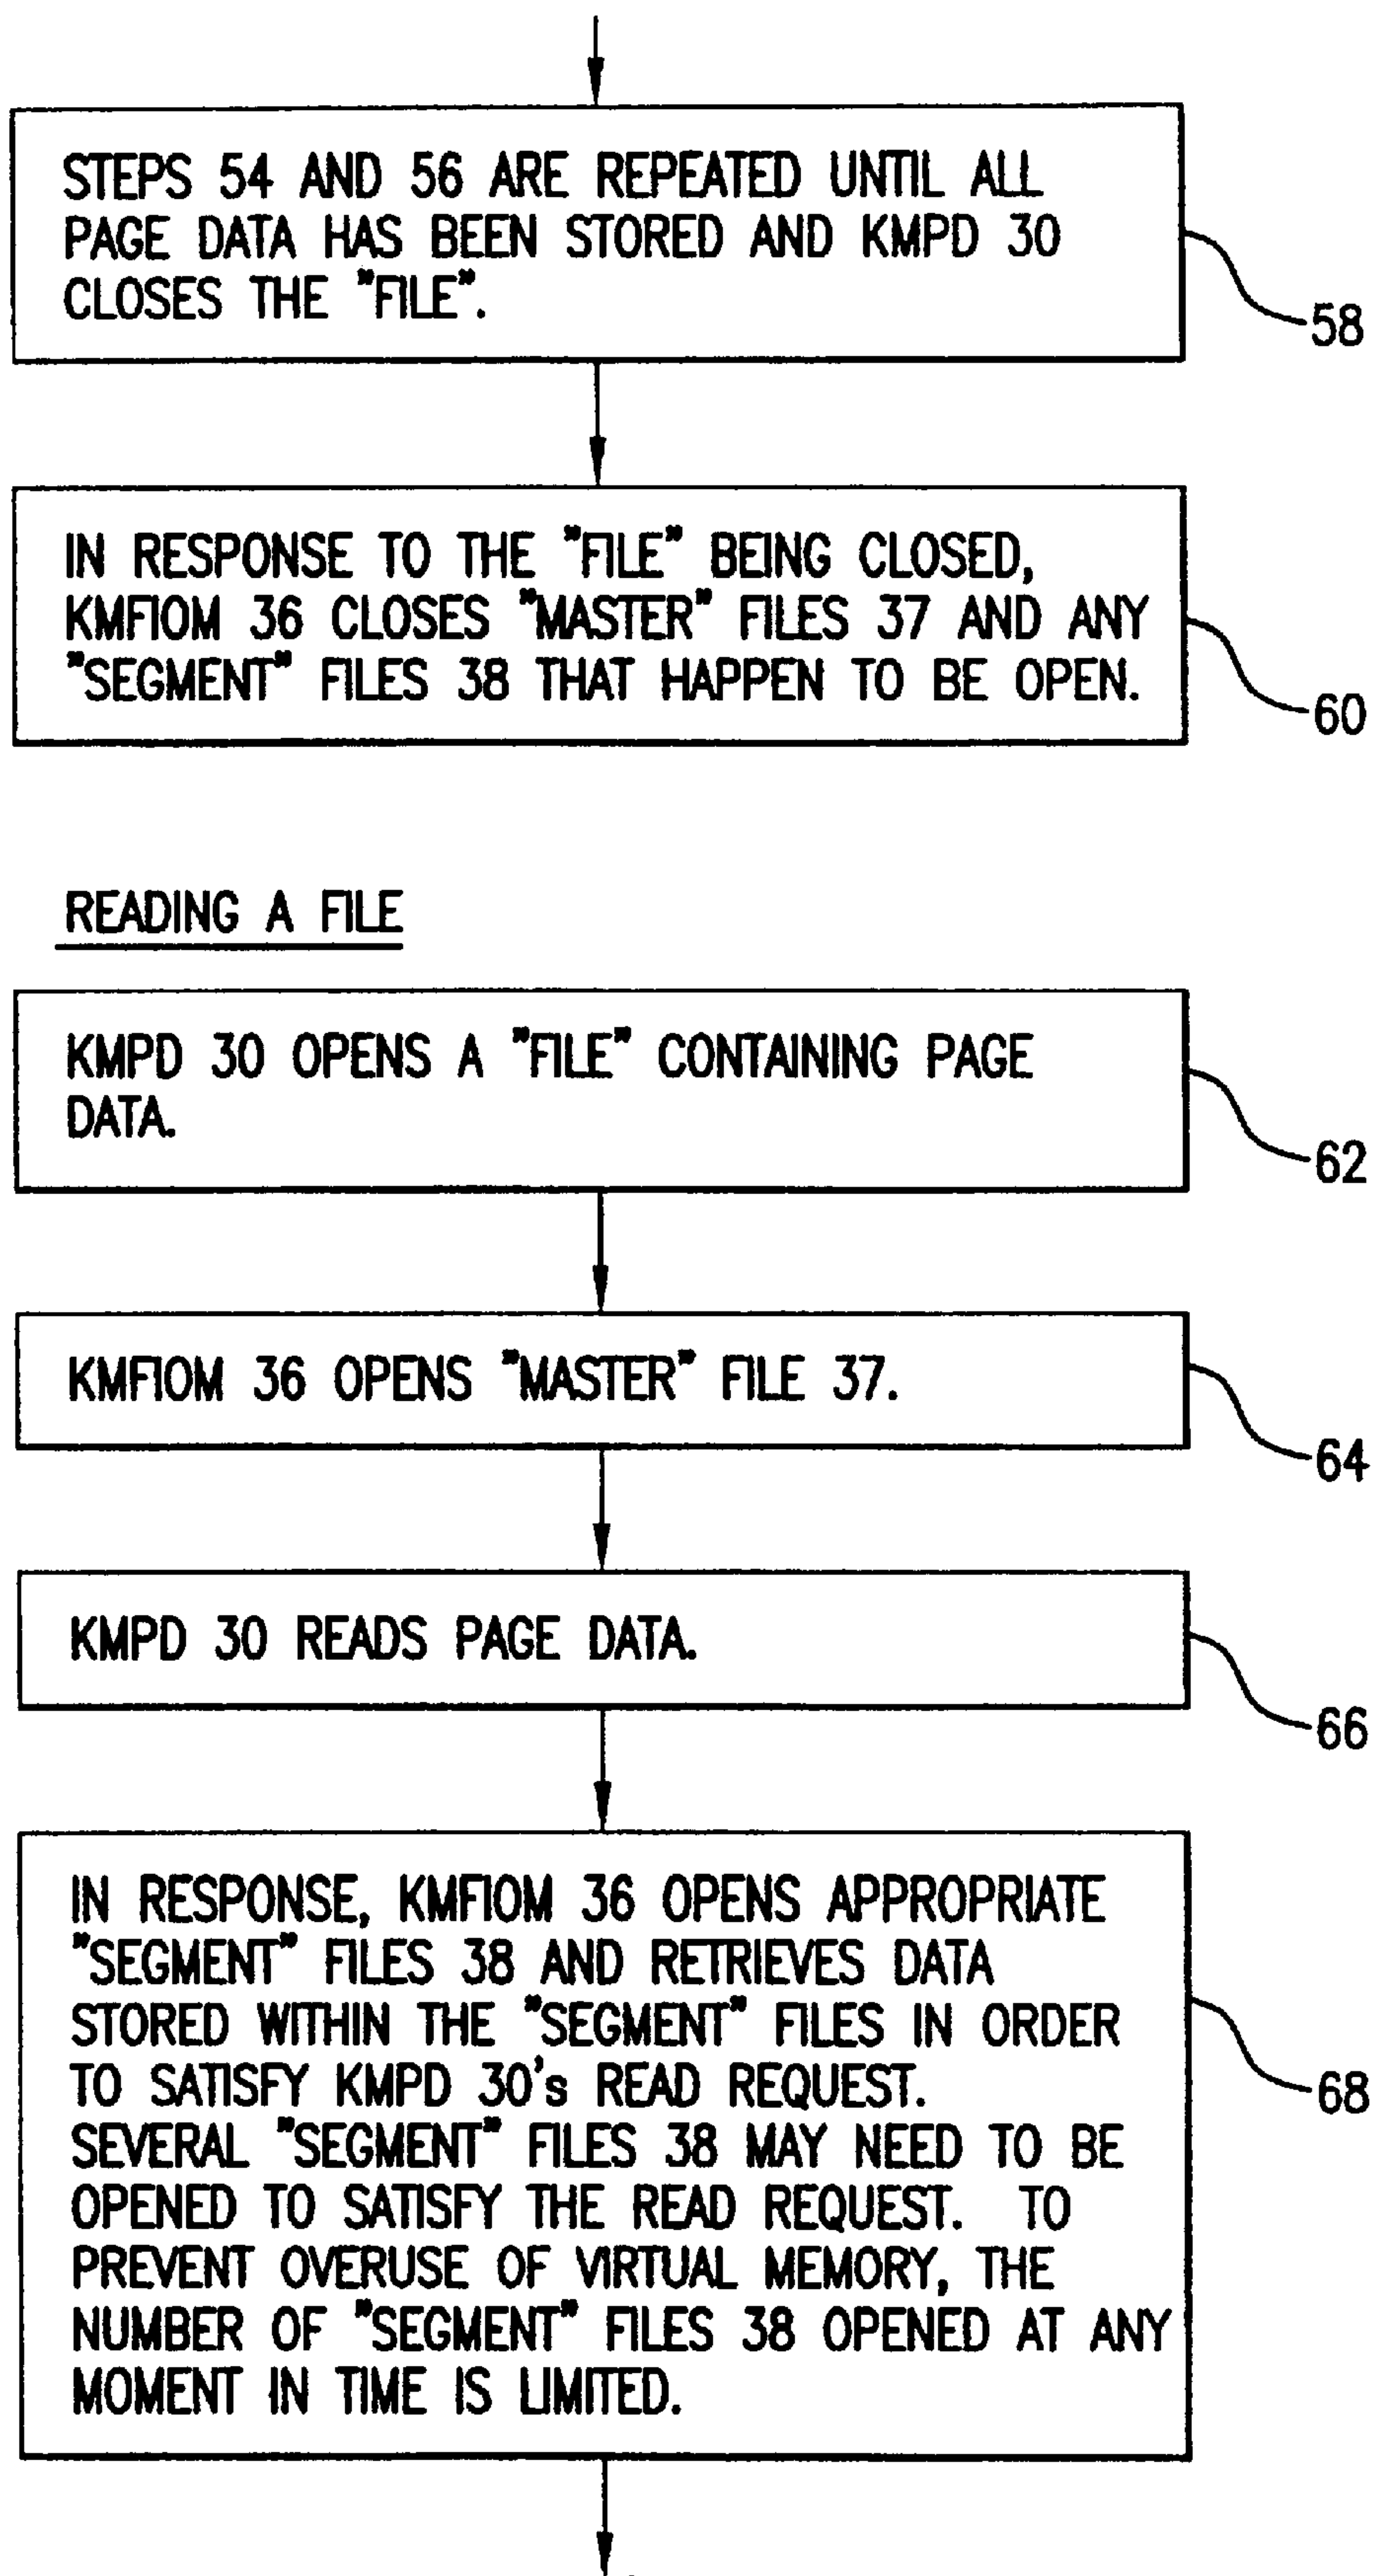 STEPS 54 AND 56 ARE REPEATED UNTIL ALL
PAGE DATA HAS BEEN STORED AND KMPD 30
CLOSES THE "FILE".
58
IN RESPONSE TO THE "FILE" BEING CLOSED,
KMFIOM 36 CLOSES "MASTER" FILES 37 AND ANY
"SEGMENT" FILES 38 THAT HAPPEN TO BE OPEN.
60
READING A FILE
KMPD 30 OPENS A "FILE" CONTAINING PAGE
DATA.
62
KMFIOM 36 OPENS "MASTER" FILE 37.
64
KMPD 30 READS PAGE DATA.
66
IN RESPONSE, KMFIOM 36 OPENS APPROPRIATE
"SEGMENT" FILES 38 AND RETRIEVES DATA
STORED WITHIN THE "SEGMENT" FILES IN ORDER
TO SATISFY KMPD 30's READ REQUEST.
SEVERAL "SEGMENT" FILES 38 MAY NEED TO BE
OPENED TO SATISFY THE READ REQUEST. TO
PREVENT OVERUSE OF VIRTUAL MEMORY, THE
NUMBER OF "SEGMENT" FILES 38 OPENED AT ANY
MOMENT IN TIME IS LIMITED.
68